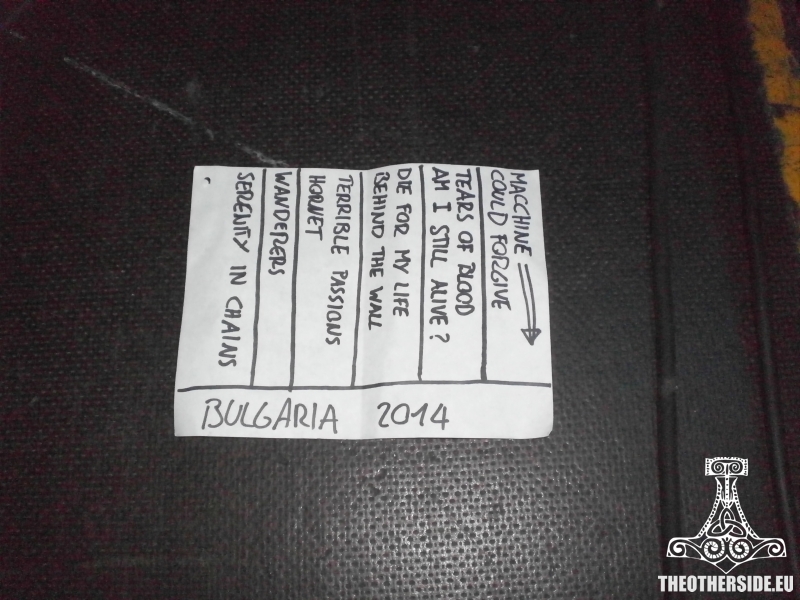 MACCHINE
COULD FORGIVE
TEARS OF BLOOD
AM I STILL ALIVE?
DIE FOR MY LIFE
BEHIND THE WALL
TERRIBLE PASSIONS
HORNET
WANDERERS
SERENITY IN CHAINS
BULGARIA 2014
THEOTHERSIDE.EU